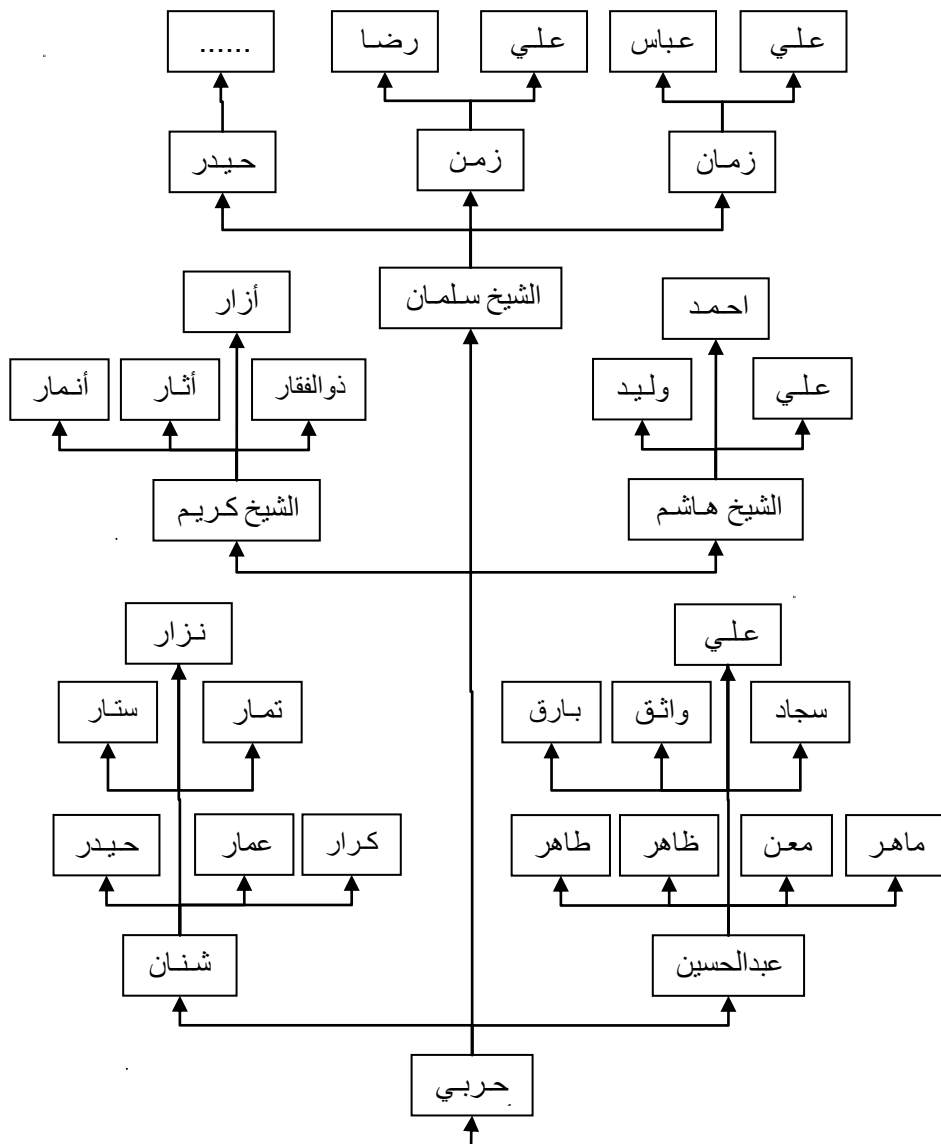 علي
عباس
علي
رضا
......
زمان
زمن
حيدر
الشيخ سلمان
احمد
أزار
علي
وليد
ذوالفقار
أثار
أنمار
الشيخ هاشم
الشيخ كريم
علي
نزار
سجاد
واثق
بارق
تمار
ستار
ماهر
معن
ظاهر
طاهر
كرار
عمار
حيدر
عبدالحسين
شنان
حربي